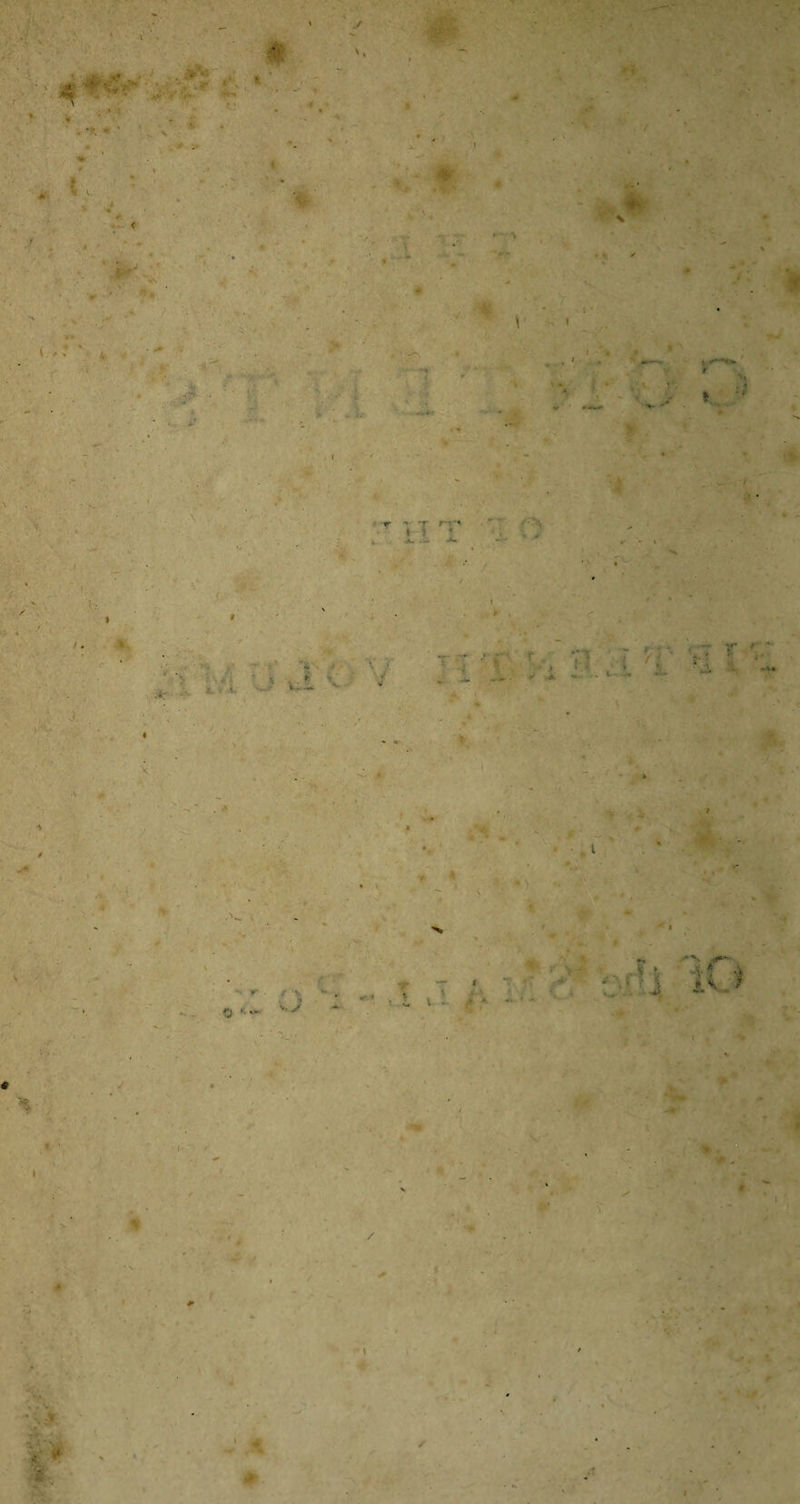 THE
CONTENTS
OF THE
FIFTEENTH VOLUME
Of the SMALL-POX.